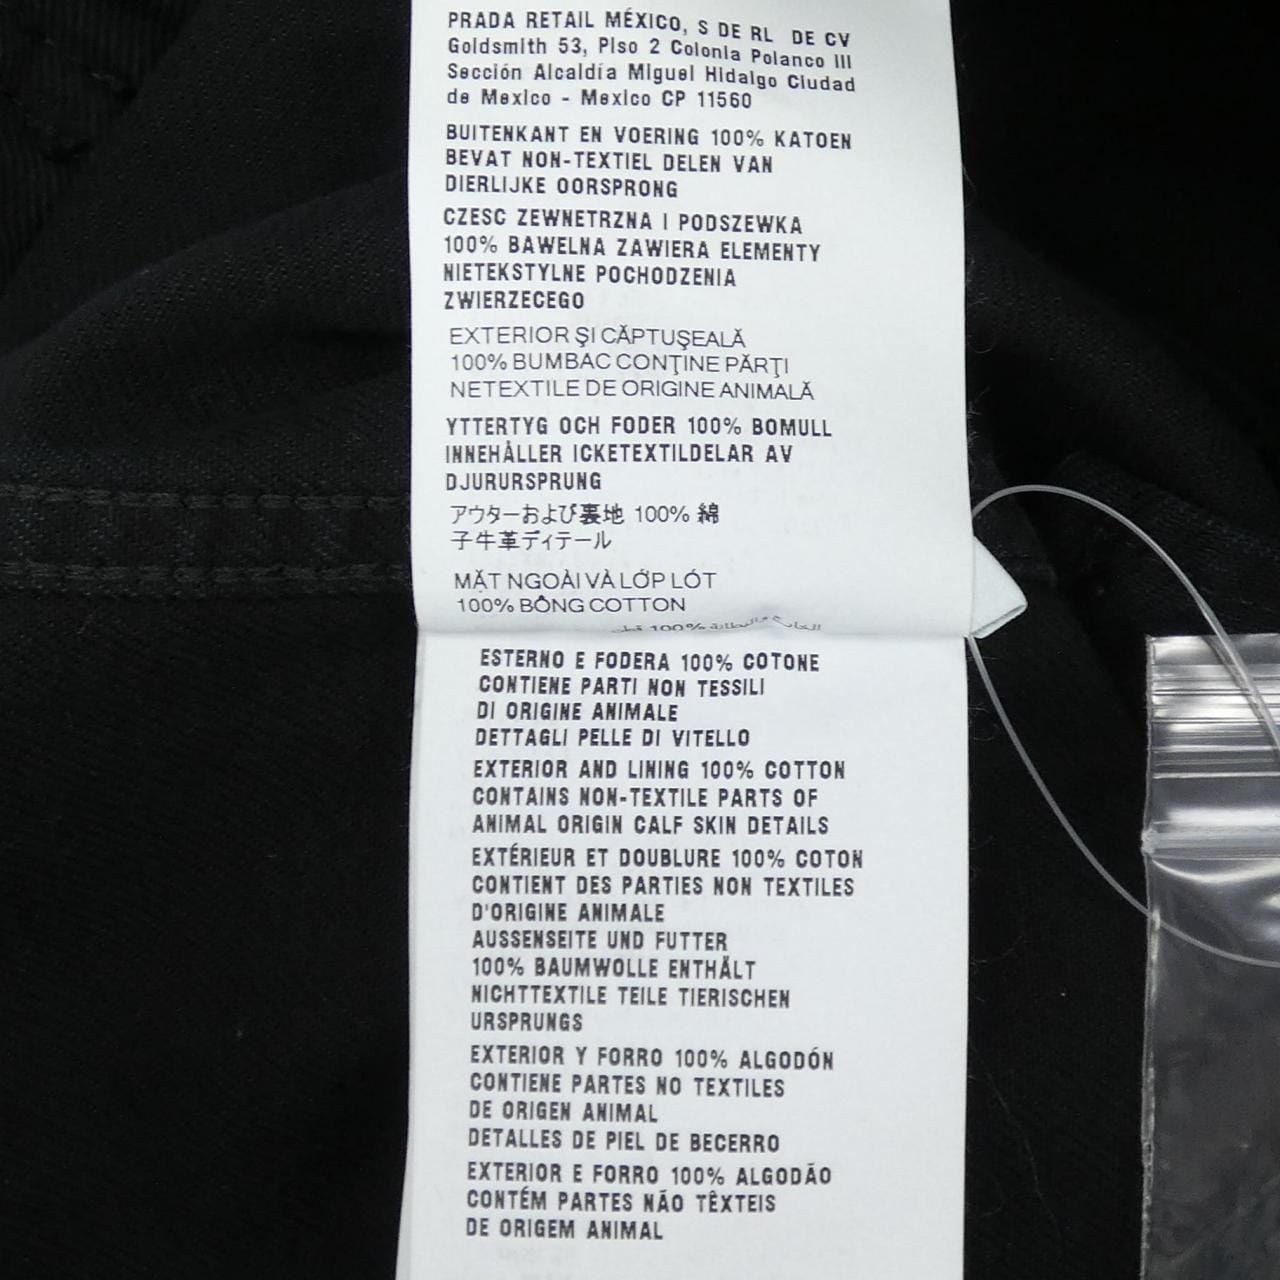 PRADA RETAIL MÉXICO, S DE RL DE CV
Goldsmith 53, Piso 2 Colonia Polanco III
Sección Alcaldía Miguel Hidalgo Ciudad
de Mexico - Mexico CP 11560
BUITENKANT EN VOERING 100% KATOEN
BEVAT NON-TEXTIEL DELEN VAN
DIERLIJKE OORSPRONG
CZESC ZEWNETRZNA I PODSZEWKA
100% BAWELNA ZAWIERA ELEMENTY
NIETEKSTYLNE POCHODZENIA
ZWIERZECEGO
EXTERIOR ŞI CĂPTUŞEALĂ
100% BUMBAC CONŢINE PĂRŢI
NETEXTILE DE ORIGINE ANIMALĂ
YTTERTYG OCH FODER 100% BOMULL
INNEHÅLLER ICKETEXTILDELAR AV
DJURURSPRUNG
アウターおよび裏地 100% 綿
子牛革ディテール
MẶT NGOÀI VÀ LỚP LÓT
100% BÔNG COTTON
100%
ESTERNO E FODERA 100% COTONE
CONTIENE PARTI NON TESSILI
DI ORIGINE ANIMALE
DETTAGLI PELLE DI VITELLO
EXTERIOR AND LINING 100% COTTON
CONTAINS NON-TEXTILE PARTS OF
ANIMAL ORIGIN CALF SKIN DETAILS
EXTÉRIEUR ET DOUBLURE 100% COTON
CONTIENT DES PARTIES NON TEXTILES
D'ORIGINE ANIMALE
AUSSENSEITE UND FUTTER
100% BAUMWOLLE ENTHÄLT
NICHTTEXTILE TEILE TIERISCHEN
URSPRUNGS
EXTERIOR Y FORRO 100% ALGODÓN
CONTIENE PARTES NO TEXTILES
DE ORIGEN ANIMAL
DETALLES DE PIEL DE BECERRO
EXTERIOR E FORRO 100% ALGODÃO
CONTÉM PARTES NÃO TÊXTEIS
DE ORIGEM ANIMAL